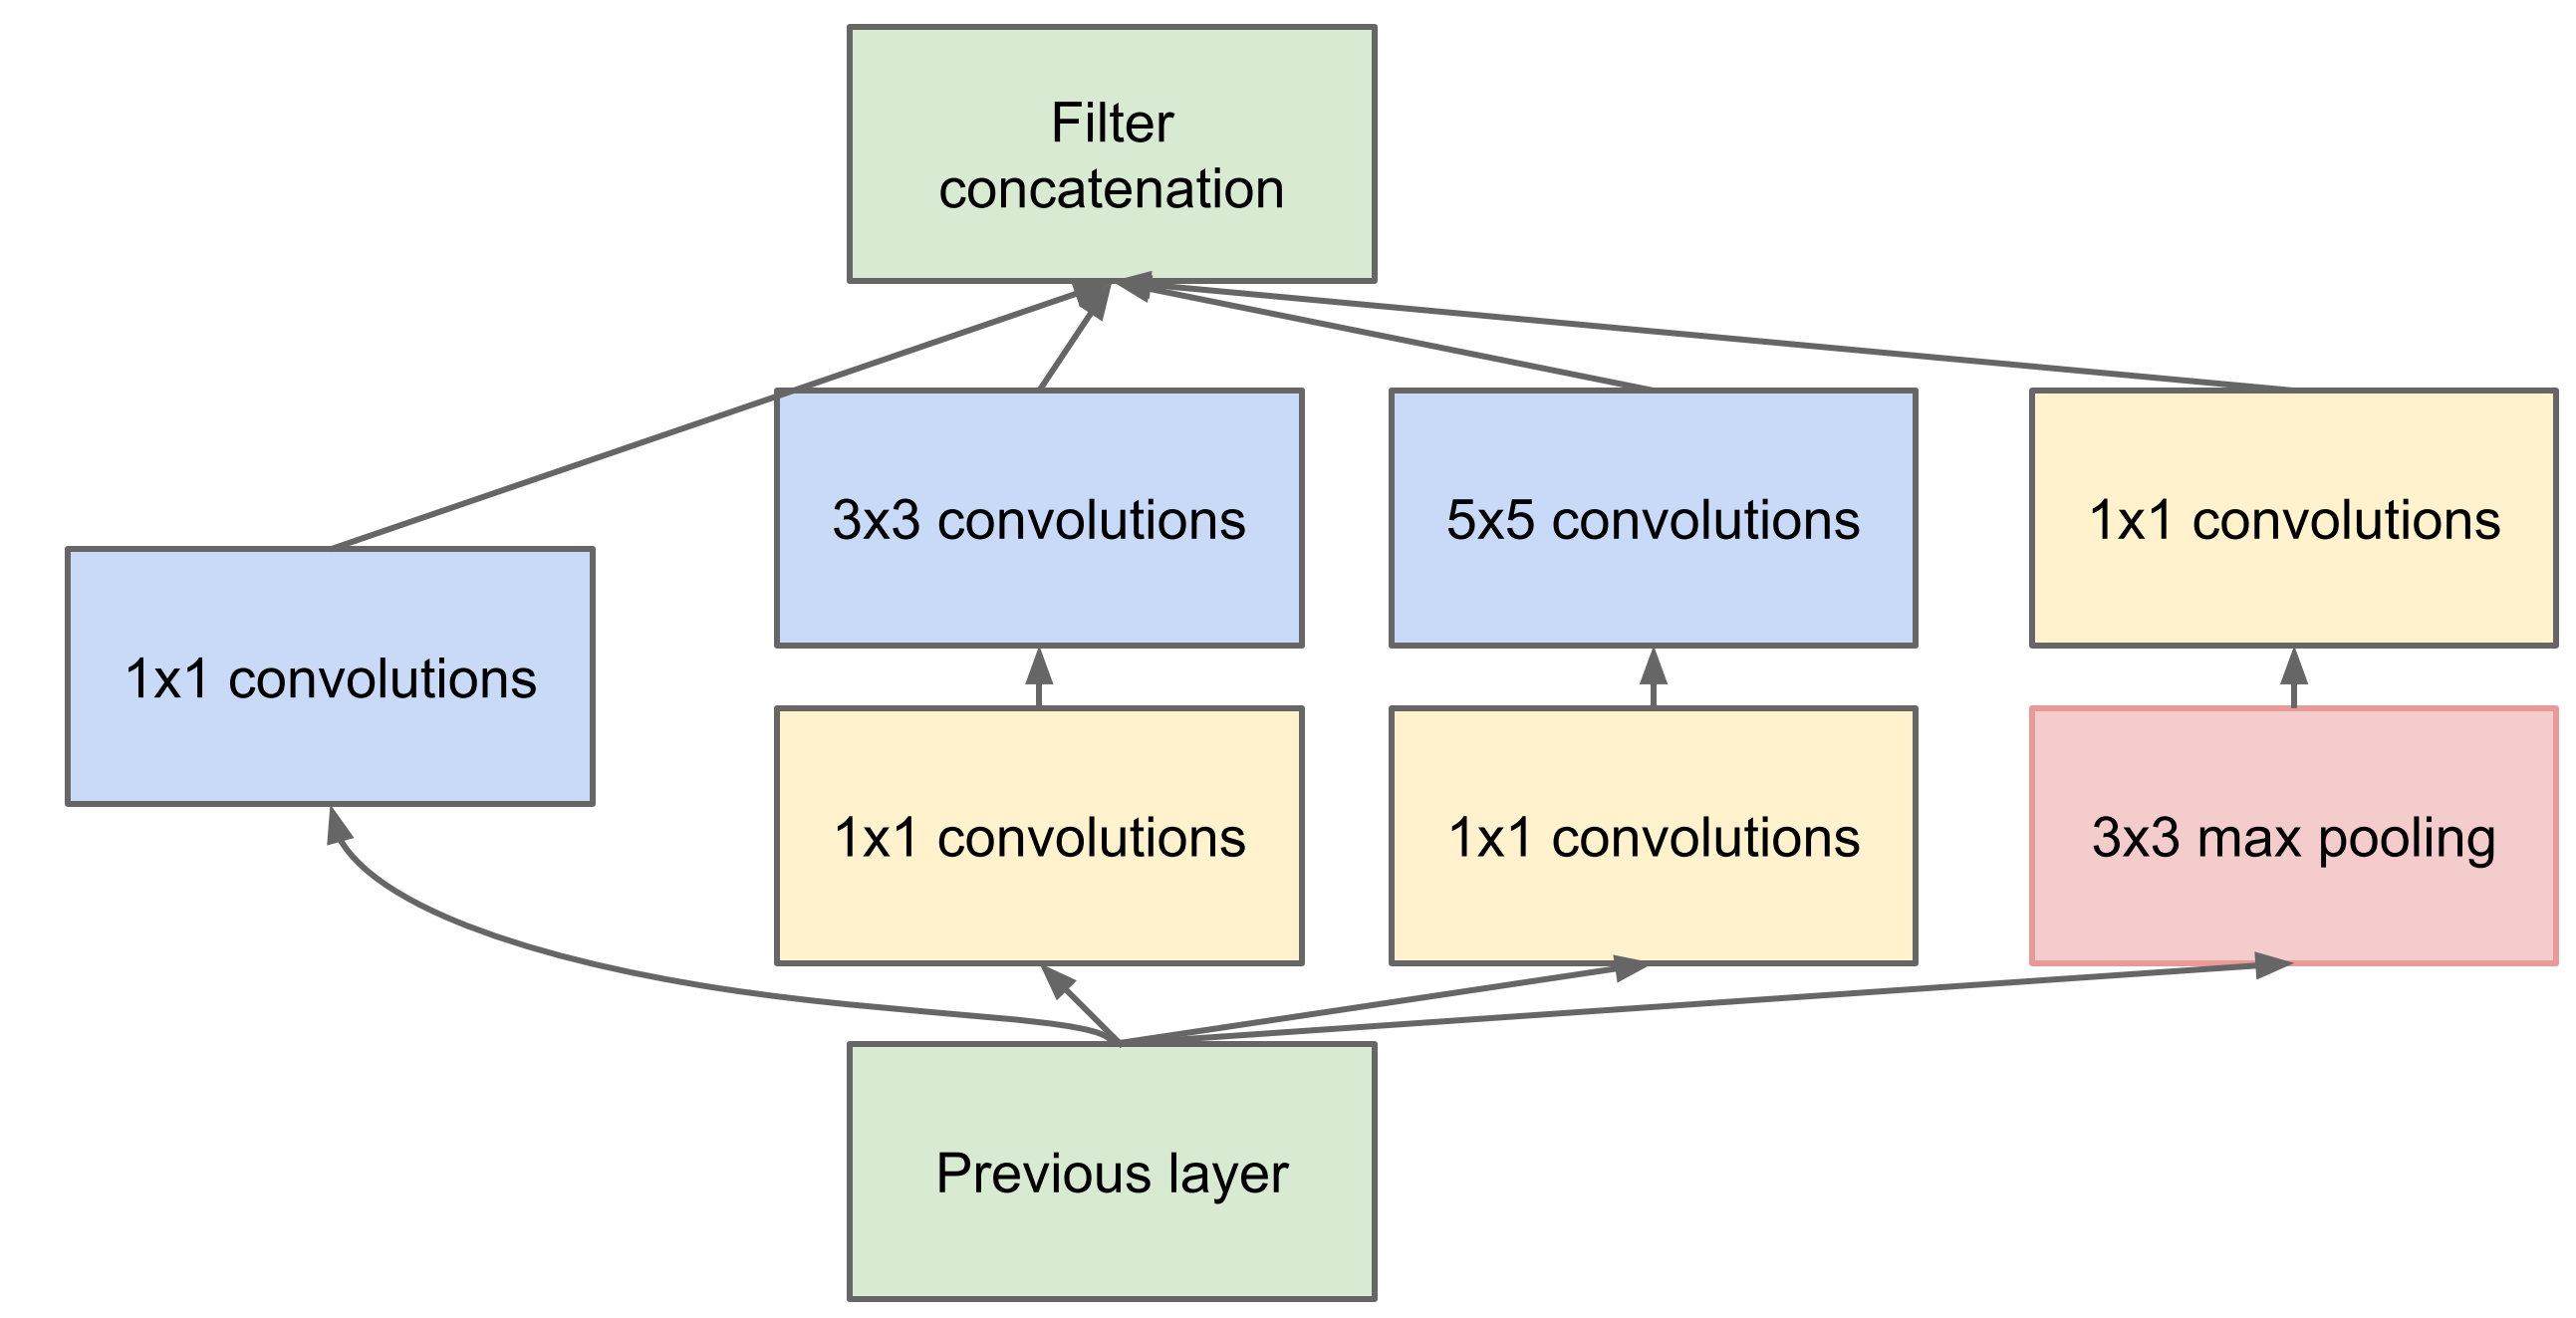 Filter
concatenation
3x3 convolutions
5x5 convolutions
1x1 convolutions
1x1 convolutions
1x1 convolutions
1x1 convolutions
3x3 max pooling
Previous layer